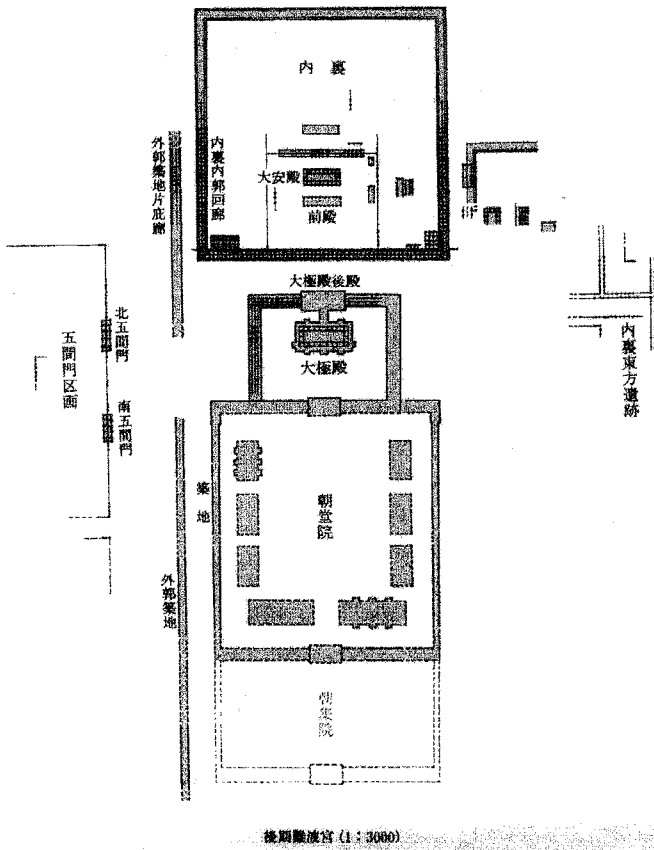 内裏
外郭築地片庇廊
内裏内郭回廊
大安殿
前殿
大極殿後殿
大極殿
北五間門
五間門区画
南五間門
内裏東方遺跡
築地
朝堂院
外郭築地
朝集院
後期難波宮(1:3000)